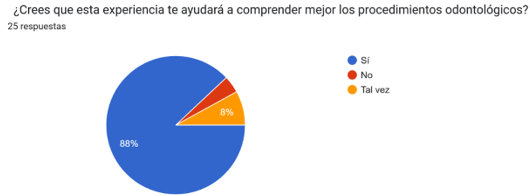 ¿Crees que esta experiencia te ayudará a comprender mejor los procedimientos odontológicos?
25 respuestas
Sí
No
Tal vez
8%
88%